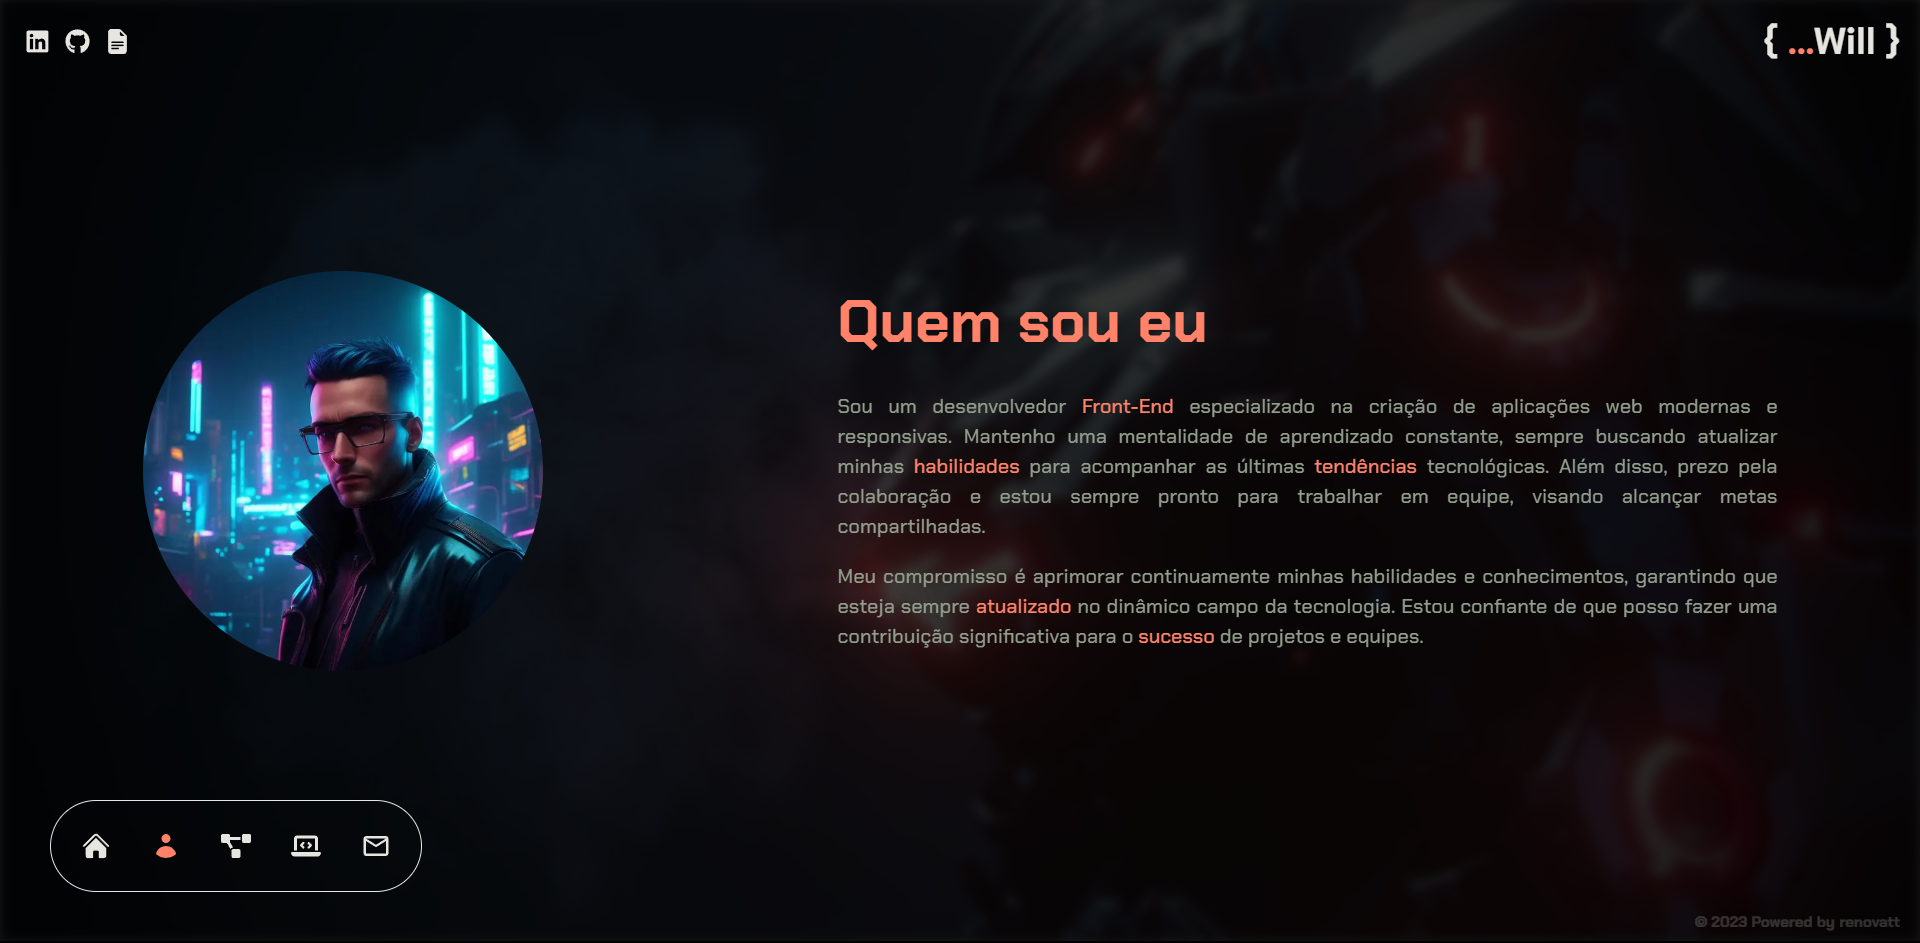 { ...Will }
Quem sou eu
Sou um desenvolvedor Front-End especializado na criação de aplicações web modernas e
responsivas. Mantenho uma mentalidade de aprendizado constante, sempre buscando atualizar
minhas habilidades para acompanhar as últimas tendências tecnológicas. Além disso, prezo pela
colaboração e estou sempre pronto para trabalhar em equipe, visando alcançar metas
compartilhadas.
Meu compromisso é aprimorar continuamente minhas habilidades e conhecimentos, garantindo que
esteja sempre atualizado no dinâmico campo da tecnologia. Estou confiante de que posso fazer uma
contribuição significativa para o sucesso de projetos e equipes.
© 2023 Powered by renovatt